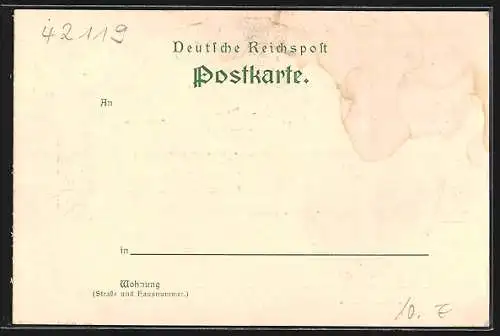 42119
Deutsche Reichspost
Postkarte.
An
in
Wohnung
(Straße und Hausnummer.)
10.